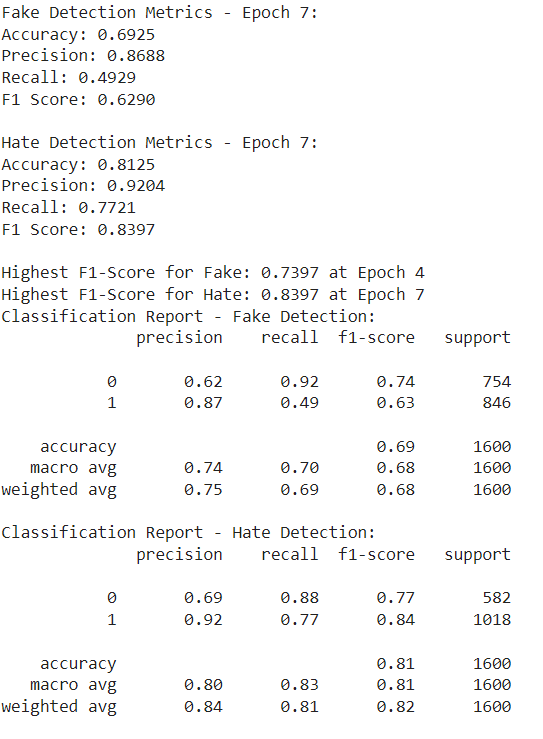 Fake Detection Metrics - Epoch 7:
Accuracy: 0.6925
Precision: 0.8688
Recall: 0.4929
F1 Score: 0.6290
Hate Detection Metrics - Epoch 7:
Accuracy: 0.8125
Precision: 0.9204
Recall: 0.7721
F1 Score: 0.8397
Highest F1-Score for Fake: 0.7397 at Epoch 4
Highest F1-Score for Hate: 0.8397 at Epoch 7
Classification Report - Fake Detection:
precision recall f1-score support
0 0.62 0.92 0.74 754
1 0.87 0.49 0.63 846
accuracy 0.69 1600
macro avg 0.74 0.70 0.68 1600
weighted avg 0.75 0.69 0.68 1600
Classification Report - Hate Detection:
precision recall f1-score support
0 0.69 0.88 0.77 582
1 0.92 0.77 0.84 1018
accuracy 0.81 1600
macro avg 0.80 0.83 0.81 1600
weighted avg 0.84 0.81 0.82 1600